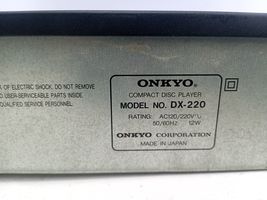 OF ELECTRIC SHOCK, DO NOT REMOVE
USER-SERVICEABLE PARTS INSIDE.
QUALIFIED SERVICE PERSONNEL.
ONKYO
COMPACT DISC PLAYER
MODEL NO. DX-220
RATING: AC120/220V
50/60Hz 12W
ONKYO CORPORATION
MADE IN JAPAN